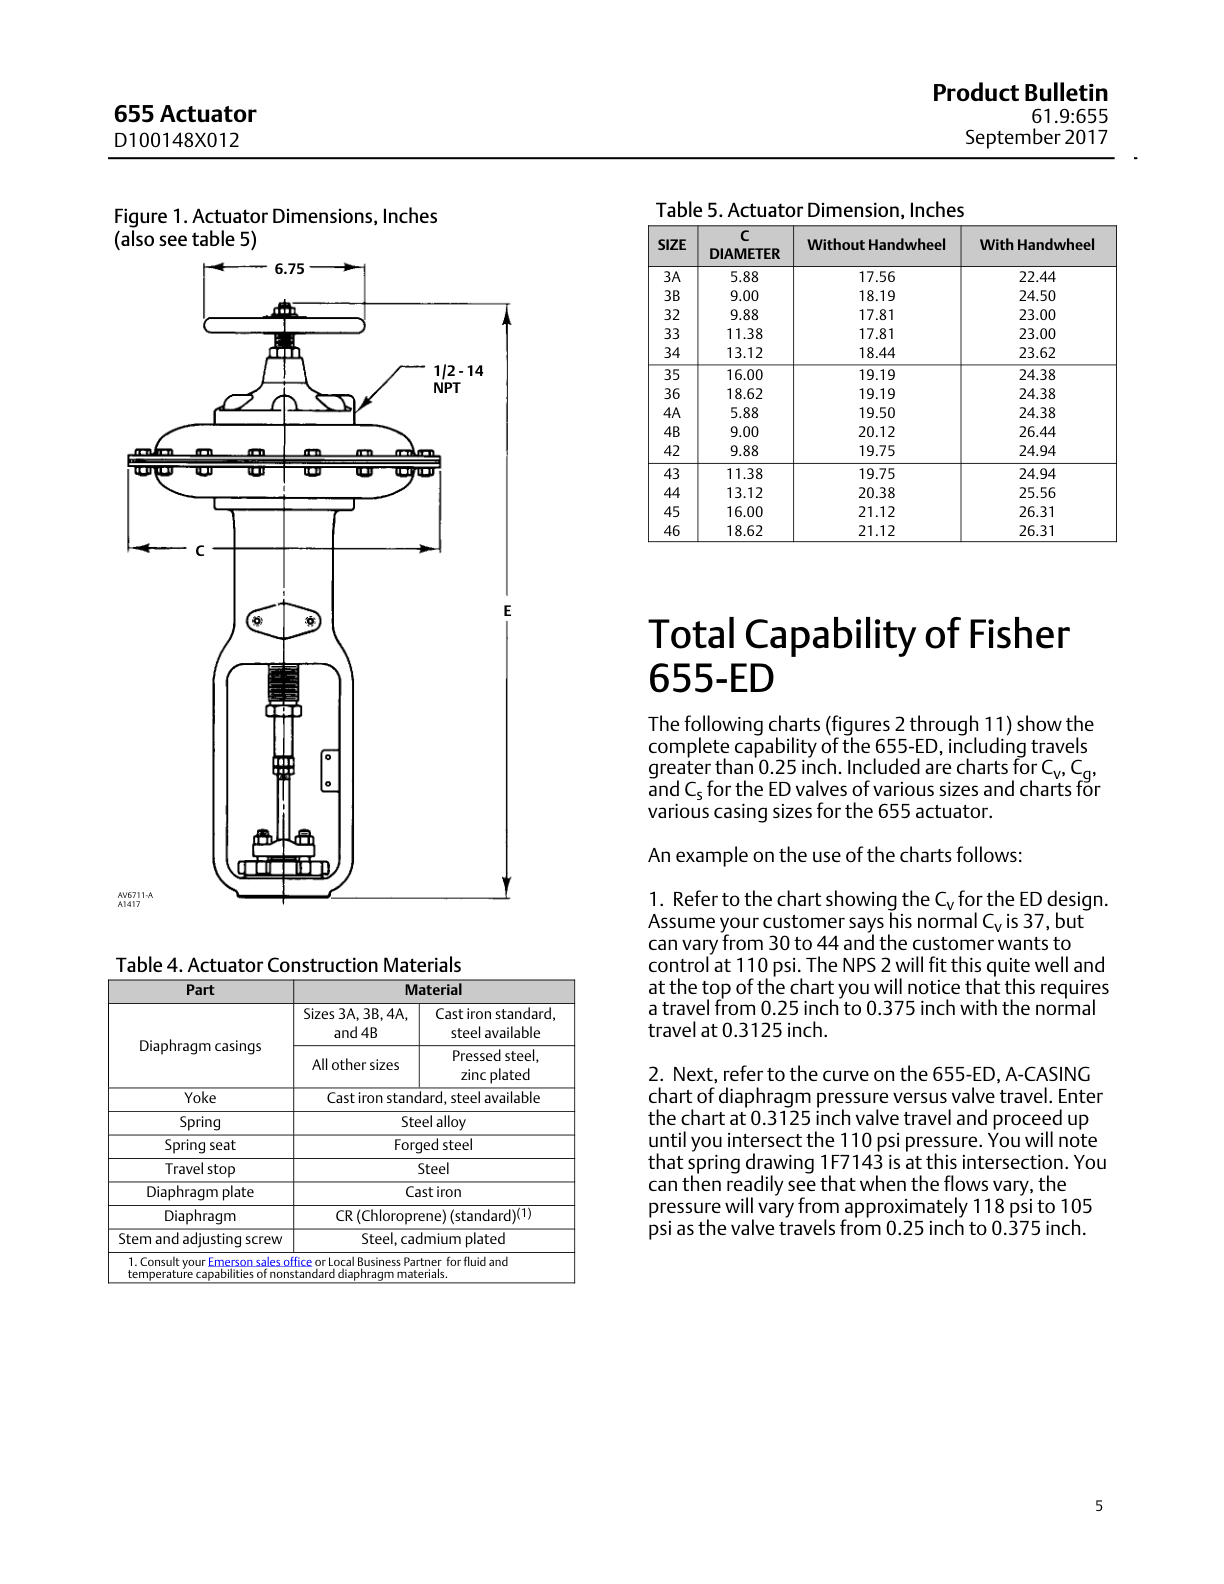 655 Actuator
D100148X012
Product Bulletin
61.9:655
September 2017
Figure 1. Actuator Dimensions, Inches
(also see table 5)
6.75
1/2 - 14
NPT
C
E
AV6711-A
A1417
Table 4. Actuator Construction Materials
Part Material
Diaphragm casings
Sizes 3A, 3B, 4A,
and 4B
Cast iron standard,
steel available
All other sizes
Pressed steel,
zinc plated
Yoke Cast iron standard, steel available
Spring Steel alloy
Spring seat Forged steel
Travel stop Steel
Diaphragm plate Cast iron
Diaphragm CR (Chloroprene) (standard)(1)
Stem and adjusting screw Steel, cadmium plated
1. Consult your Emerson sales office or Local Business Partner for fluid and
temperature capabilities of nonstandard diaphragm materials.
Table 5. Actuator Dimension, Inches
SIZE C DIAMETER Without Handwheel With Handwheel
3A 5.88 17.56 22.44
3B 9.00 18.19 24.50
32 9.88 17.81 23.00
33 11.38 17.81 23.00
34 13.12 18.44 23.62
35 16.00 19.19 24.38
36 18.62 19.19 24.38
4A 5.88 19.50 24.38
4B 9.00 20.12 26.44
42 9.88 19.75 24.94
43 11.38 19.75 24.94
44 13.12 20.38 25.56
45 16.00 21.12 26.31
46 18.62 21.12 26.31
Total Capability of Fisher
655-ED
The following charts (figures 2 through 11) show the
complete capability of the 655-ED, including travels
greater than 0.25 inch. Included are charts for Cv, Cg,
and Cs for the ED valves of various sizes and charts for
various casing sizes for the 655 actuator.
An example on the use of the charts follows:
1. Refer to the chart showing the Cv for the ED design.
Assume your customer says his normal Cv is 37, but
can vary from 30 to 44 and the customer wants to
control at 110 psi. The NPS 2 will fit this quite well and
at the top of the chart you will notice that this requires
a travel from 0.25 inch to 0.375 inch with the normal
travel at 0.3125 inch.
2. Next, refer to the curve on the 655-ED, A-CASING
chart of diaphragm pressure versus valve travel. Enter
the chart at 0.3125 inch valve travel and proceed up
until you intersect the 110 psi pressure. You will note
that spring drawing 1F7143 is at this intersection. You
can then readily see that when the flows vary, the
pressure will vary from approximately 118 psi to 105
psi as the valve travels from 0.25 inch to 0.375 inch.
5